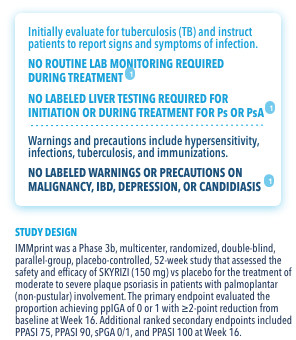 Initially evaluate for tuberculosis (TB) and instruct
patients to report signs and symptoms of infection.
NO ROUTINE LAB MONITORING REQUIRED
DURING TREATMENT 1
NO LABELED LIVER TESTING REQUIRED FOR
INITIATION OR DURING TREATMENT FOR Ps OR PsA 1
Warnings and precautions include hypersensitivity,
infections, tuberculosis, and immunizations.
NO LABELED WARNINGS OR PRECAUTIONS ON
MALIGNANCY, IBD, DEPRESSION, OR CANDIDIASIS 1
STUDY DESIGN
IMMprint was a Phase 3b, multicenter, randomized, double-blind,
parallel-group, placebo-controlled, 52-week study that assessed the
safety and efficacy of SKYRIZI (150 mg) vs placebo for the treatment of
moderate to severe plaque psoriasis in patients with palmoplantar
(non-pustular) involvement. The primary endpoint evaluated the
proportion achieving ppIGA of 0 or 1 with ≥2-point reduction from
baseline at Week 16. Additional ranked secondary endpoints included
PPASI 75, PPASI 90, sPGA 0/1, and PPASI 100 at Week 16.